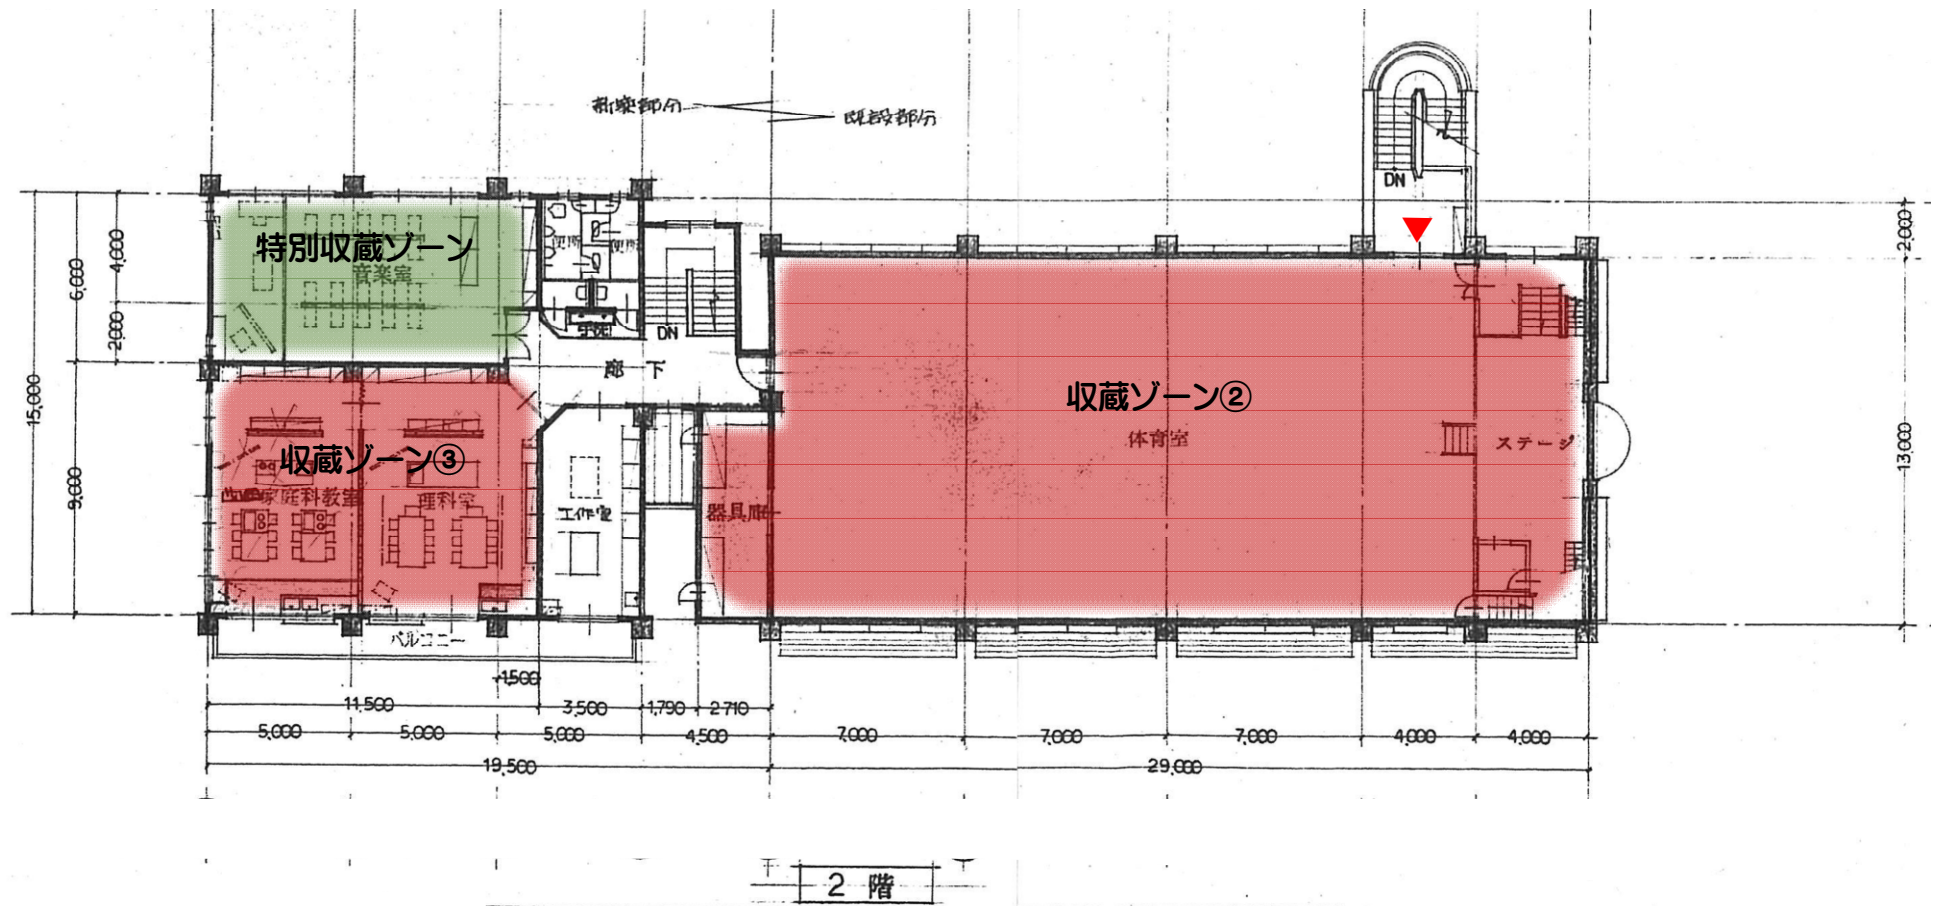 新築部分
既設部分
DN
2,000
4,000
6,000
2,000
15,000
9,000
13,000
特別収蔵ゾーン
音楽室
便所
便所
DN
廊下
収蔵ゾーン②
体育室
ステージ
収蔵ゾーン③
家庭科教室
理科室
工作室
器具庫
バルコニー
1,500
11,500
3,500
1,790
2,710
5,000
5,000
5,000
4,500
7,000
7,000
7,000
4,000
4,000
19,500
29,000
2 階